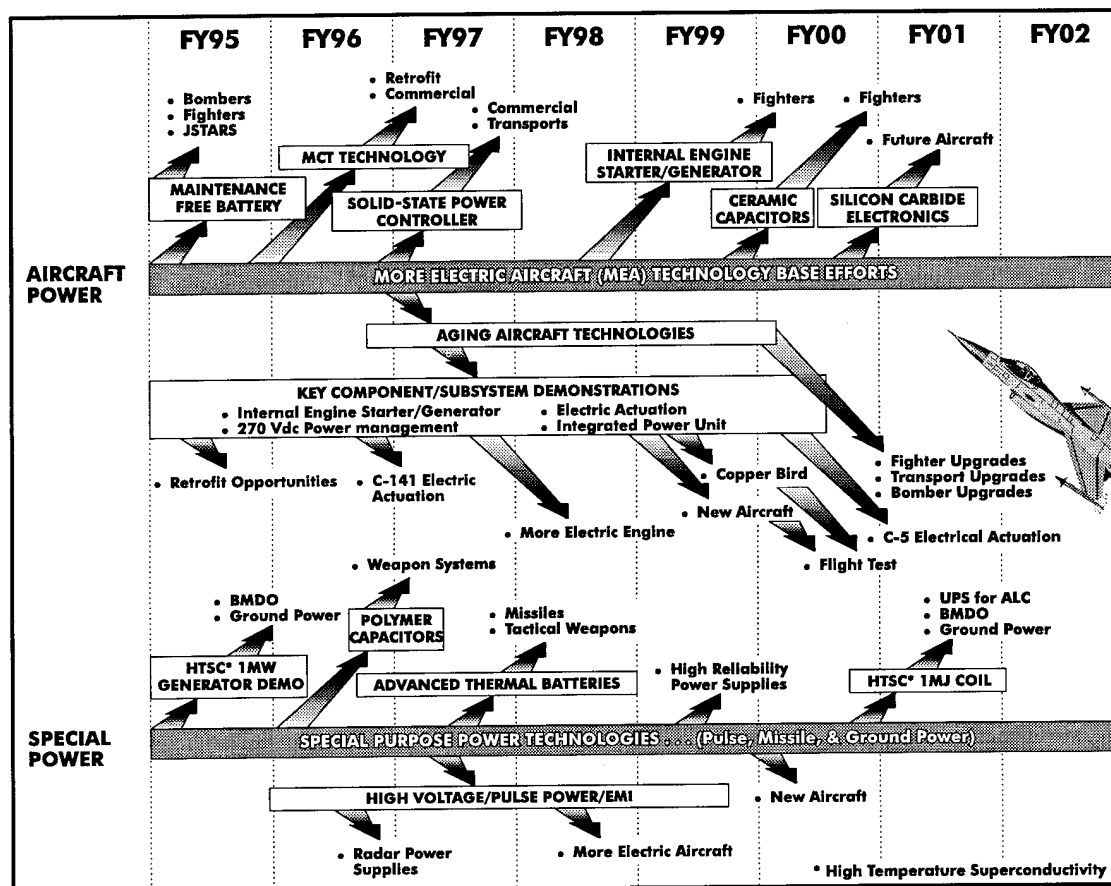 FY95 FY96 FY97 FY98 FY99 FY00 FY01 FY02
• Bombers
• Fighters
• JSTARS
• Retrofit
• Commercial
• Commercial
• Transports
• Fighters
• Fighters
• Future Aircraft
MAINTENANCE
FREE BATTERY
MCT TECHNOLOGY
SOLID-STATE POWER
CONTROLLER
INTERNAL ENGINE
STARTER/GENERATOR
CERAMIC
CAPACITORS
SILICON CARBIDE
ELECTRONICS
AIRCRAFT
POWER
MORE ELECTRIC AIRCRAFT (MEA) TECHNOLOGY BASE EFFORTS
AGING AIRCRAFT TECHNOLOGIES
KEY COMPONENT/SUBSYSTEM DEMONSTRATIONS
• Internal Engine Starter/Generator
• 270 Vdc Power management
• Electric Actuation
• Integrated Power Unit
• Retrofit Opportunities
• C-141 Electric
Actuation
• More Electric Engine
• Copper Bird
• New Aircraft
• Fighter Upgrades
• Transport Upgrades
• Bomber Upgrades
• C-5 Electrical Actuation
• Flight Test
• Weapon Systems
• BMDO
• Ground Power
POLYMER
CAPACITORS
• Missiles
• Tactical Weapons
• UPS for ALC
• BMDO
• Ground Power
HTSC* 1MW
GENERATOR DEMO
ADVANCED THERMAL BATTERIES
• High Reliability
Power Supplies
HTSC* 1MJ COIL
SPECIAL
POWER
SPECIAL PURPOSE POWER TECHNOLOGIES . . . (Pulse, Missile, & Ground Power)
HIGH VOLTAGE/PULSE POWER/EMI
• New Aircraft
• Radar Power
Supplies
• More Electric Aircraft
* High Temperature Superconductivity